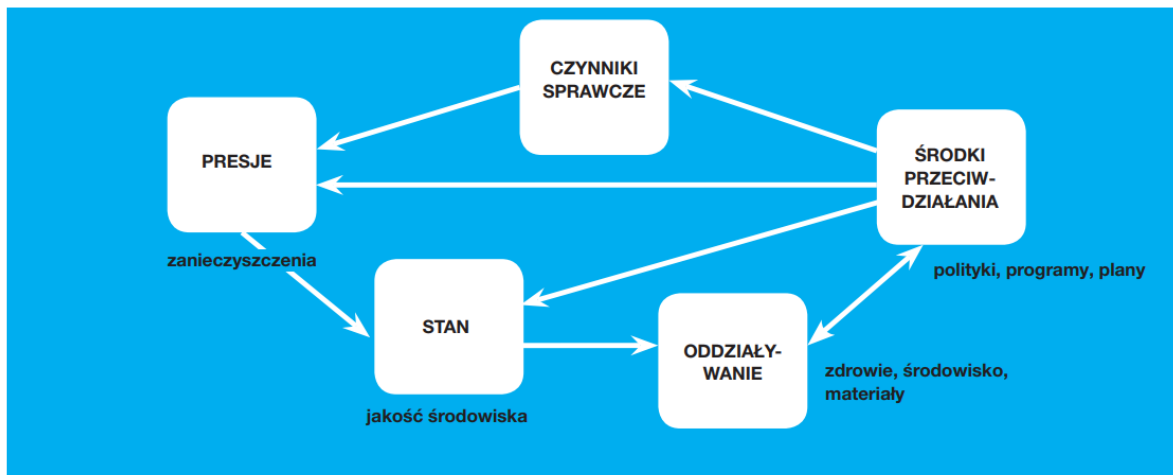 CZYNNIKI
SPRAWCZE
PRESJE
ŚRODKI
PRZECIW-
DZIAŁANIA
zanieczyszczenia
polityki, programy, plany
STAN
ODDZIAŁY-
WANIE
zdrowie, środowisko,
materiały
jakość środowiska